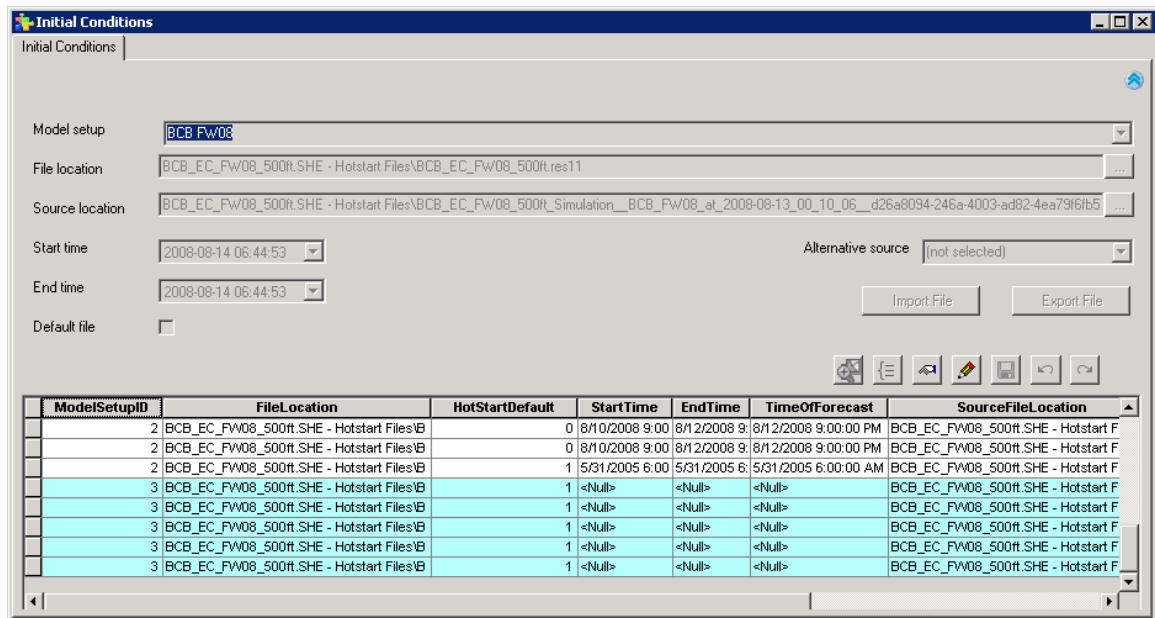 Initial Conditions
Initial Conditions
Model setup BCB FW08
File location BCB_EC_FW08_500ft.SHE - Hotstart Files\BCB_EC_FW08_500ft.res11 ...
Source location BCB_EC_FW08_500ft.SHE - Hotstart Files\BCB_EC_FW08_500ft_Simulation__BCB_FW08_at_2008-08-13_00_10_06__d26a8094-246a-4003-ad82-4ea79f6fb5 ...
Start time 2008-08-14 06:44:53 Alternative source (not selected)
End time 2008-08-14 06:44:53 Import File Export File
Default file
ModelSetupID FileLocation HotStartDefault StartTime EndTime TimeOfForecast SourceFileLocation
2 BCB_EC_FW08_500ft.SHE - Hotstart Files\B 0 8/10/2008 9:00 8/12/2008 9: 8/12/2008 9:00:00 PM BCB_EC_FW08_500ft.SHE - Hotstart F
2 BCB_EC_FW08_500ft.SHE - Hotstart Files\B 0 8/10/2008 9:00 8/12/2008 9: 8/12/2008 9:00:00 PM BCB_EC_FW08_500ft.SHE - Hotstart F
2 BCB_EC_FW08_500ft.SHE - Hotstart Files\B 1 5/31/2005 6:00 5/31/2005 6: 5/31/2005 6:00:00 AM BCB_EC_FW08_500ft.SHE - Hotstart F
3 BCB_EC_FW08_500ft.SHE - Hotstart Files\B 1 <Null> <Null> <Null> BCB_EC_FW08_500ft.SHE - Hotstart F
3 BCB_EC_FW08_500ft.SHE - Hotstart Files\B 1 <Null> <Null> <Null> BCB_EC_FW08_500ft.SHE - Hotstart F
3 BCB_EC_FW08_500ft.SHE - Hotstart Files\B 1 <Null> <Null> <Null> BCB_EC_FW08_500ft.SHE - Hotstart F
3 BCB_EC_FW08_500ft.SHE - Hotstart Files\B 1 <Null> <Null> <Null> BCB_EC_FW08_500ft.SHE - Hotstart F
3 BCB_EC_FW08_500ft.SHE - Hotstart Files\B 1 <Null> <Null> <Null> BCB_EC_FW08_500ft.SHE - Hotstart F